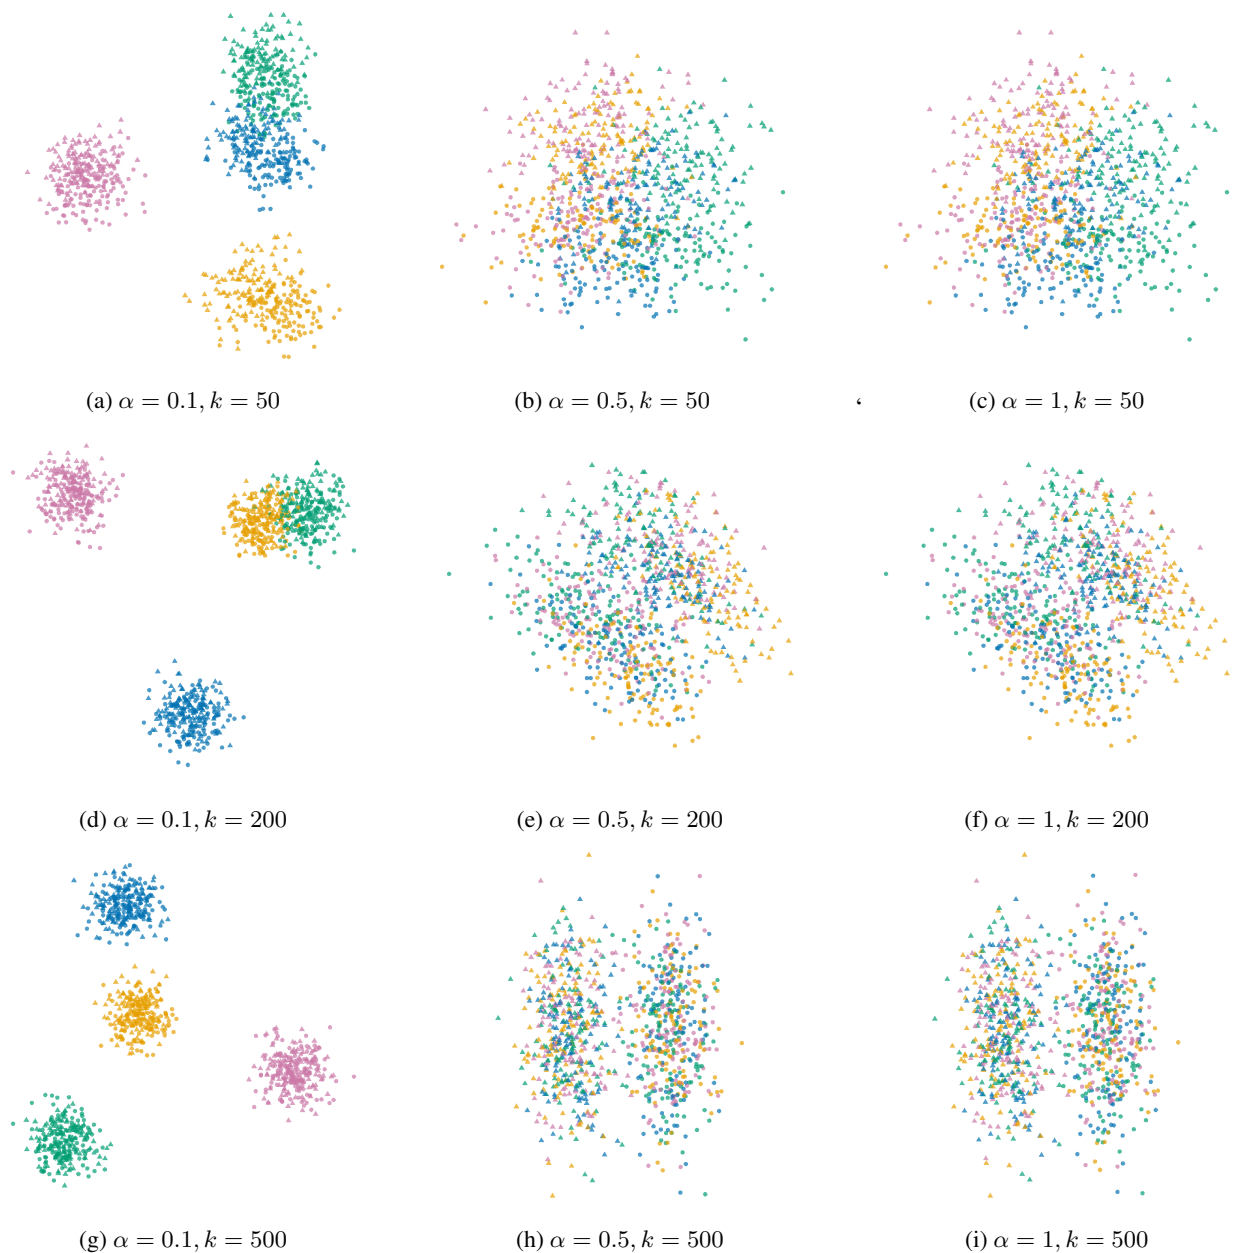 (a) α = 0.1, k = 50
(b) α = 0.5, k = 50
‘
(c) α = 1, k = 50
(d) α = 0.1, k = 200
(e) α = 0.5, k = 200
(f) α = 1, k = 200
(g) α = 0.1, k = 500
(h) α = 0.5, k = 500
(i) α = 1, k = 500